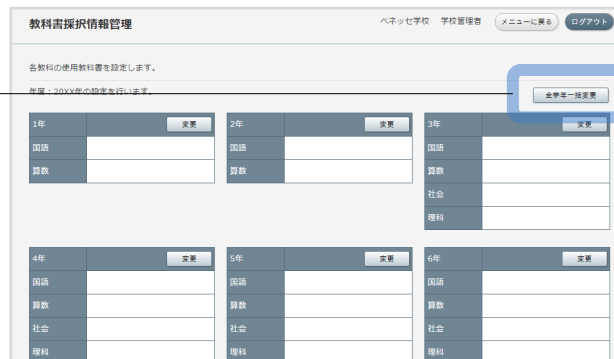 教科書採択情報管理
ベネッセ学校 学校管理者 メニューに戻る ログアウト
各教科の使用教科書を設定します。
年度：20XX年の設定を行います。
全学年一括変更
1年 変更
国語
算数
2年 変更
国語
算数
3年 変更
国語
算数
社会
理科
4年 変更
国語
算数
社会
理科
5年 変更
国語
算数
社会
理科
6年 変更
国語
算数
社会
理科